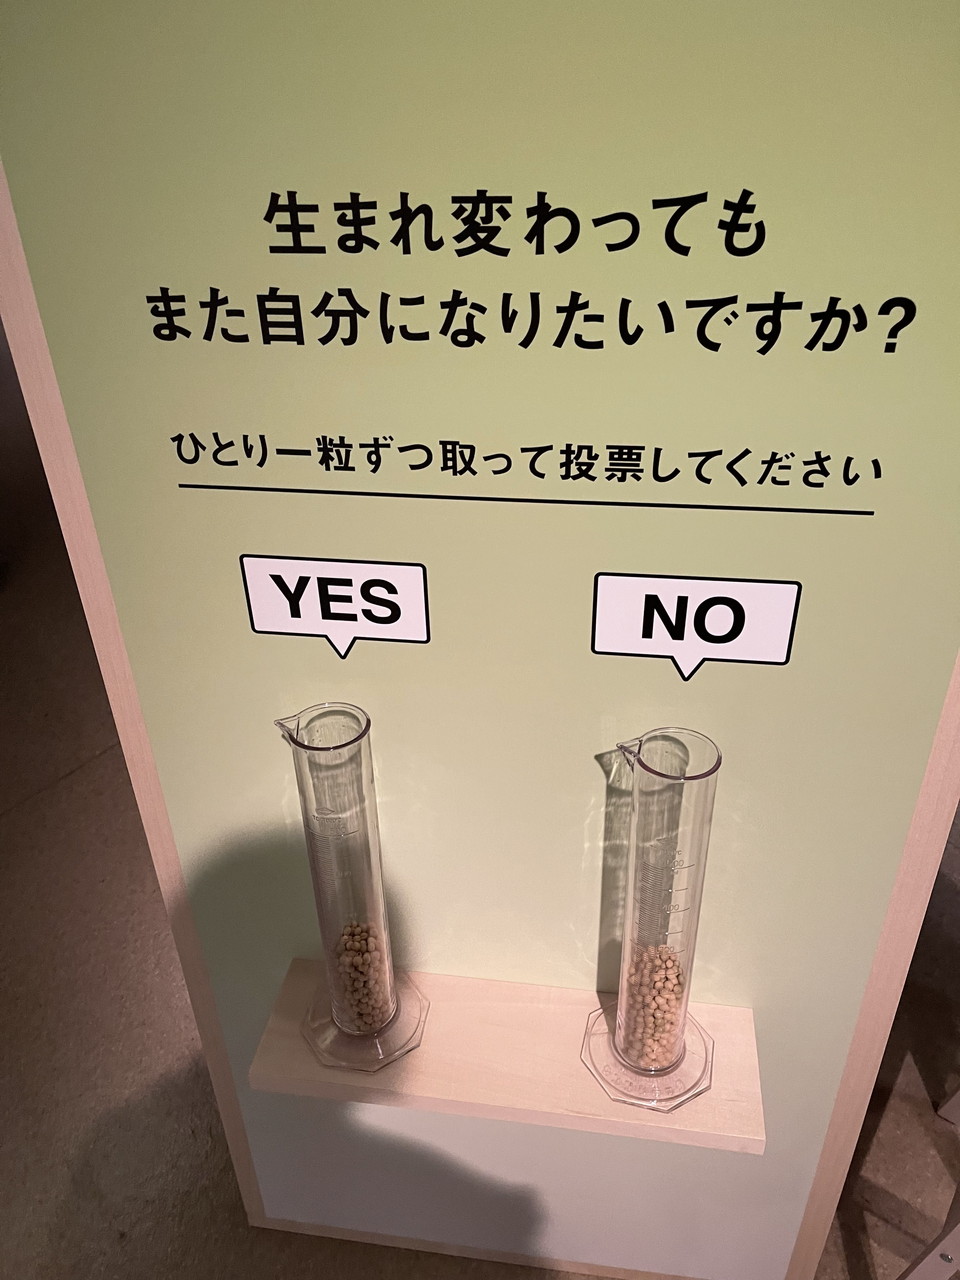 生まれ変わっても
また自分になりたいですか?
ひとり一粒ずつ取って投票してください
YES
NO